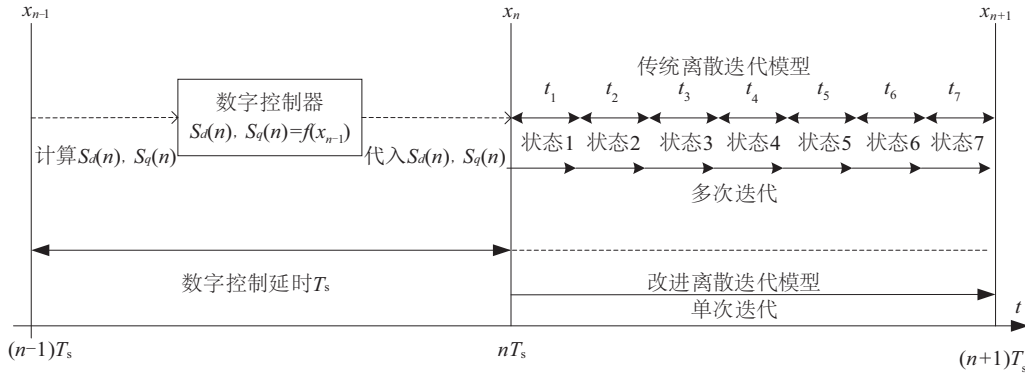 x_{n-1} x_n x_{n+1}
传统离散迭代模型
t_1 t_2 t_3 t_4 t_5 t_6 t_7
数字控制器
S_d(n), S_q(n)=f(x_{n-1})
计算S_d(n), S_q(n) 代入S_d(n), S_q(n)
状态1 状态2 状态3 状态4 状态5 状态6 状态7
多次迭代
数字控制延时T_s
改进离散迭代模型
单次迭代
t
(n-1)T_s nT_s (n+1)T_s